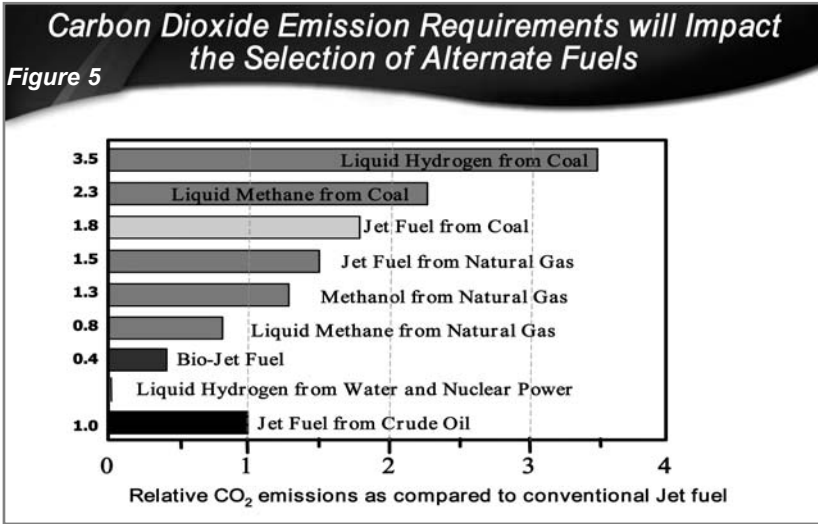 Carbon Dioxide Emission Requirements will Impact
the Selection of Alternate Fuels
Figure 5
3.5 Liquid Hydrogen from Coal
2.3 Liquid Methane from Coal
1.8 Jet Fuel from Coal
1.5 Jet Fuel from Natural Gas
1.3 Methanol from Natural Gas
0.8 Liquid Methane from Natural Gas
0.4 Bio-Jet Fuel
Liquid Hydrogen from Water and Nuclear Power
1.0 Jet Fuel from Crude Oil
0 1 2 3 4
Relative CO₂ emissions as compared to conventional Jet fuel